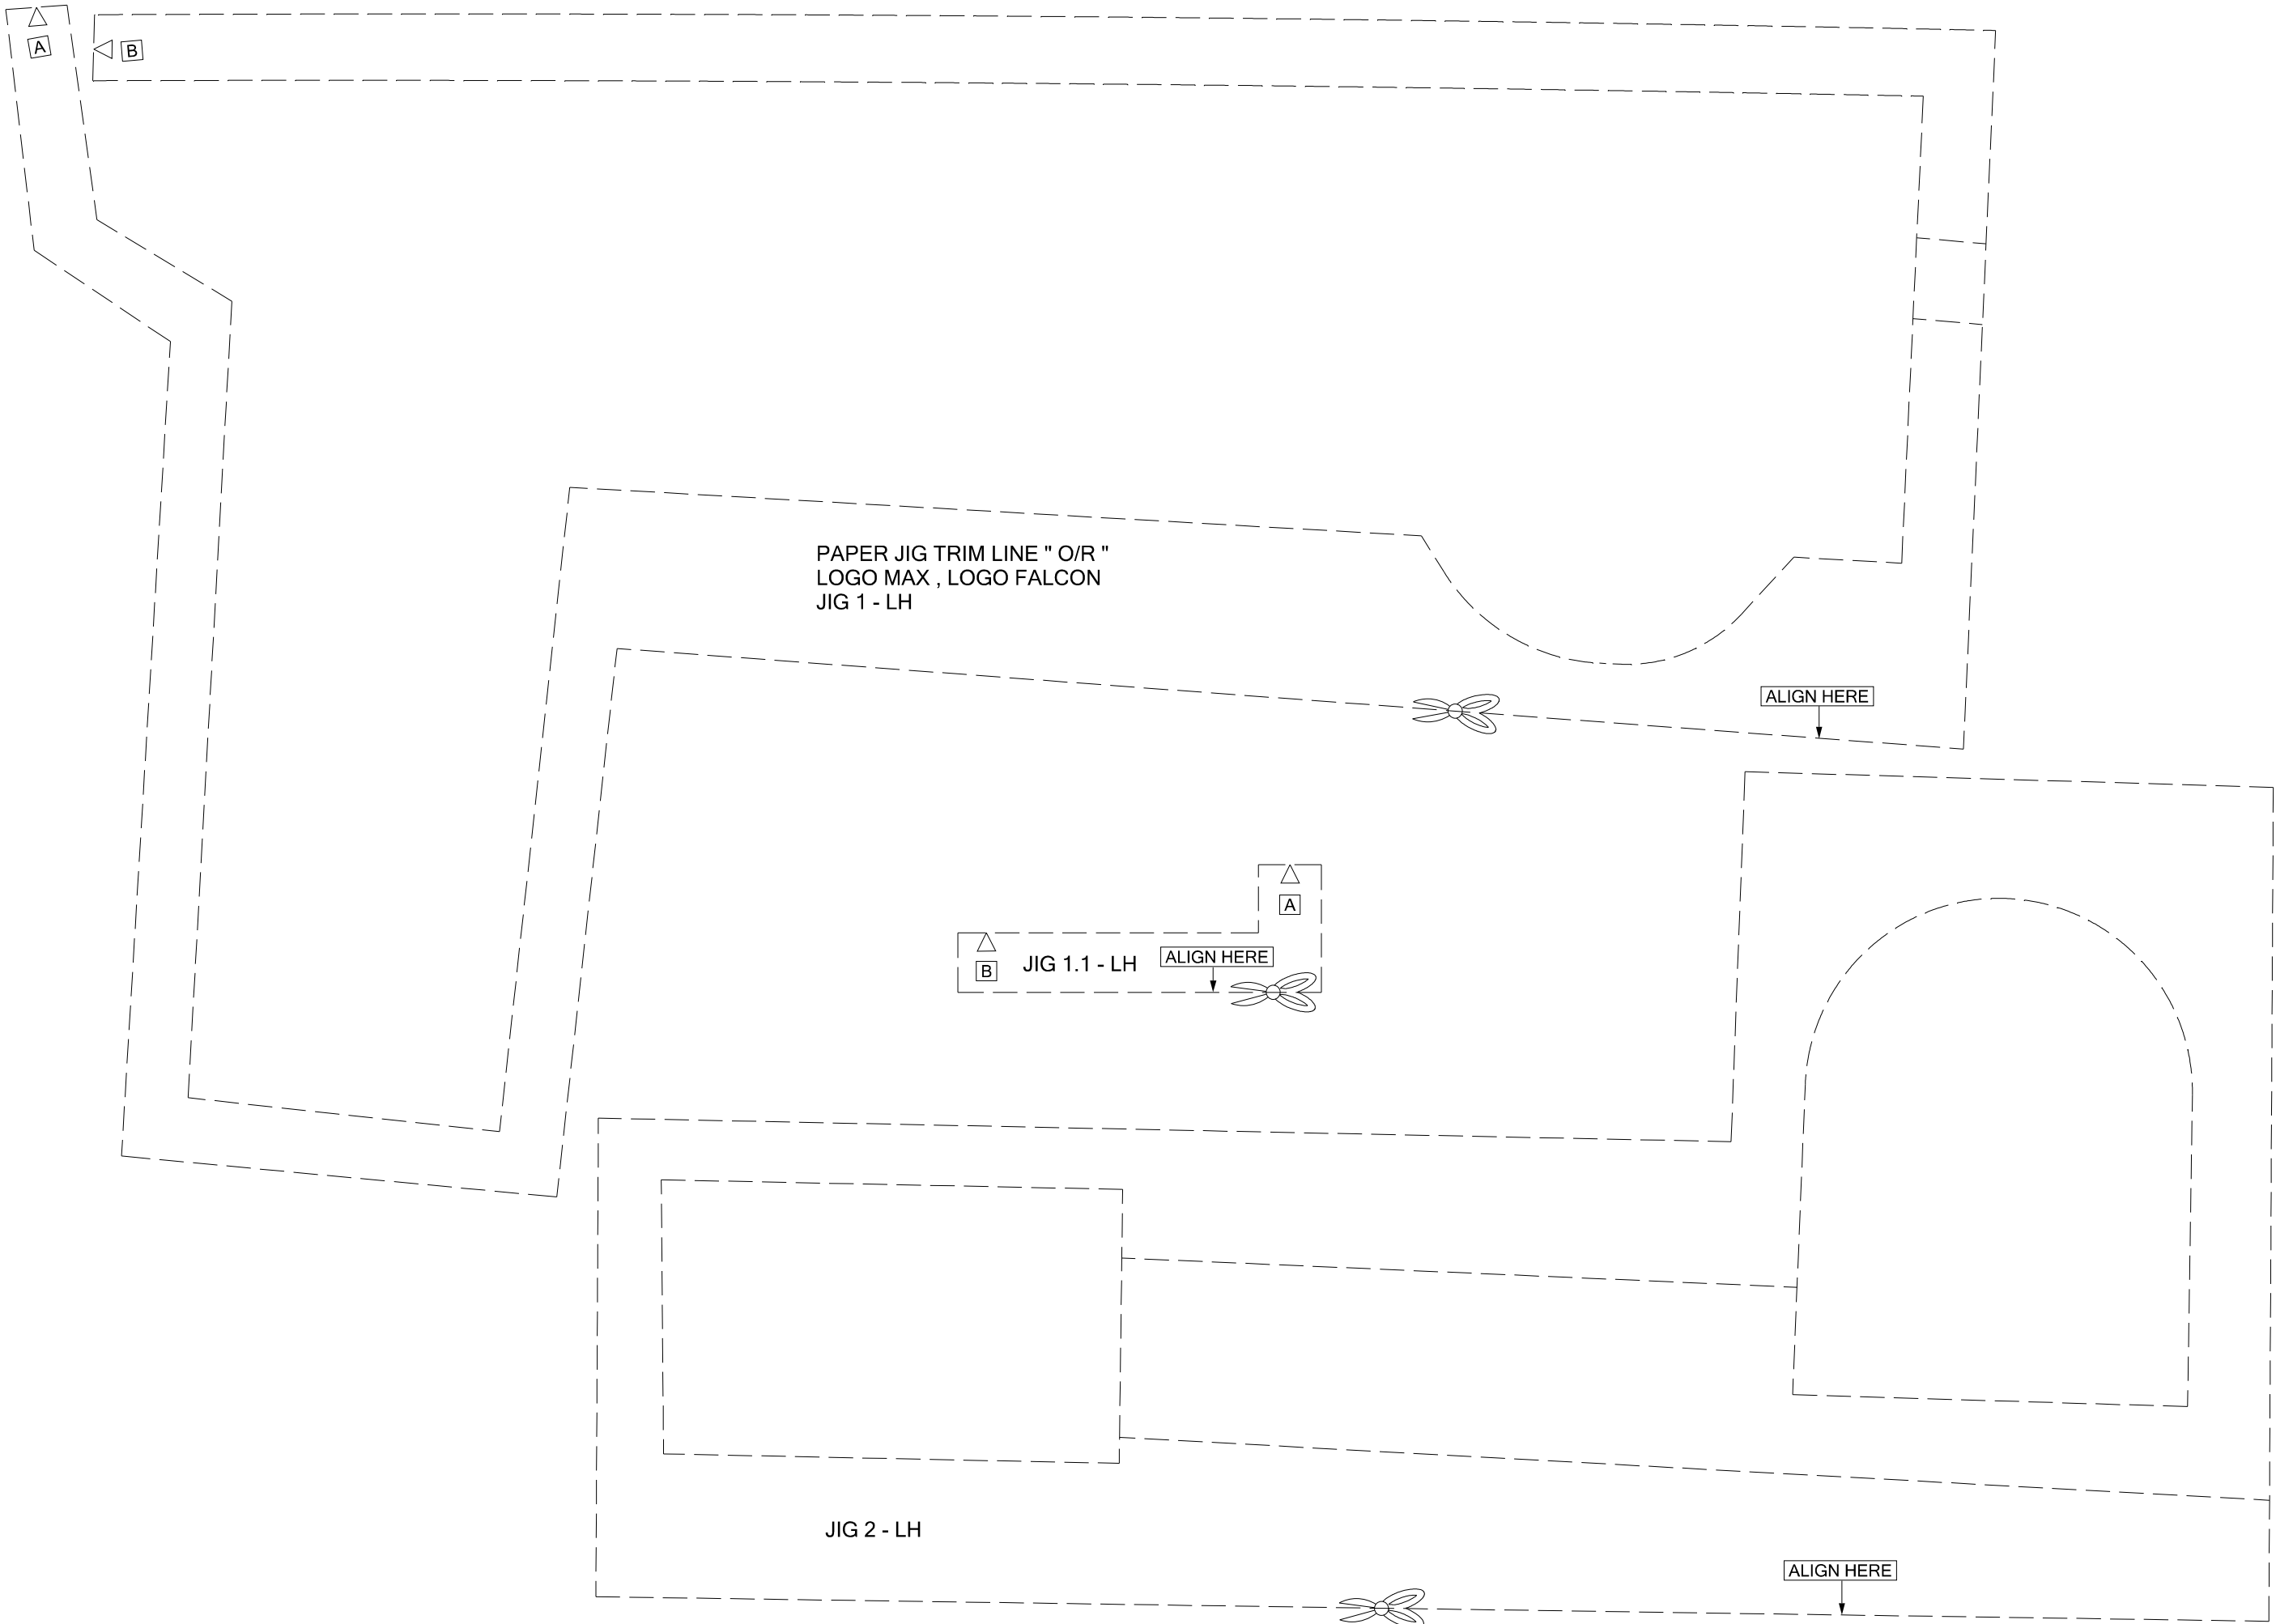 A
B
PAPER JIG TRIM LINE " O/R "
LOGO MAX , LOGO FALCON
JIG 1 - LH
ALIGN HERE
A
B
JIG 1.1 - LH
ALIGN HERE
JIG 2 - LH
ALIGN HERE